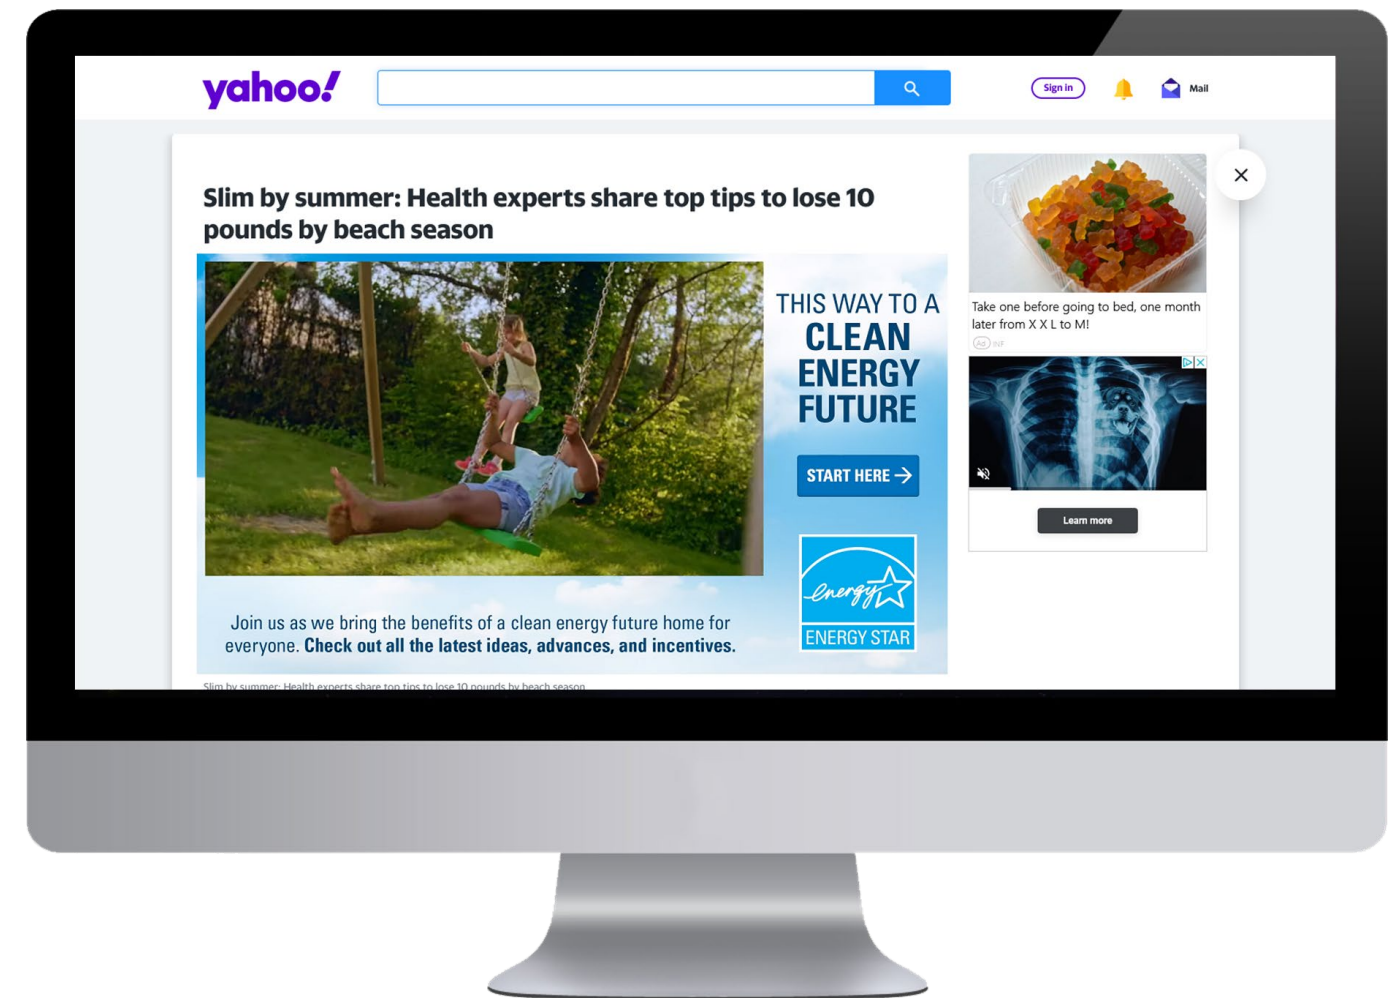 yahoo!
Sign in
Mail
Slim by summer: Health experts share top tips to lose 10
pounds by beach season
THIS WAY TO A
CLEAN
ENERGY
FUTURE
START HERE →
energy
ENERGY STAR
Join us as we bring the benefits of a clean energy future home for
everyone. Check out all the latest ideas, advances, and incentives.
Slim by summer: Health experts share top tips to lose 10 pounds by beach season
Take one before going to bed, one month
later from X X L to M!
Ad
Learn more